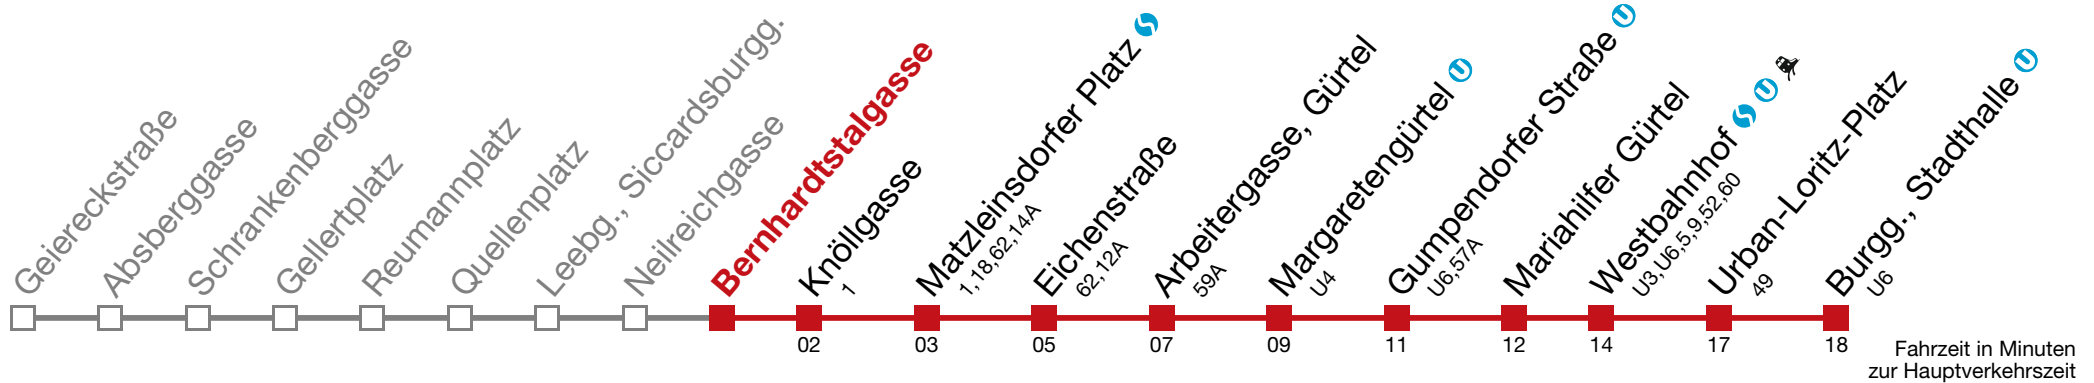 Geiereckstraße
Absberggasse
Schrankenberggasse
Gellertplatz
Reumannplatz
Quellenplatz
Leebg., Siccardsburgg.
Neilreichgasse
Bernhardtstalgasse
Knöllgasse
1
02
Matzleinsdorfer Platz
1,18,62,14A
03
Eichenstraße
62,12A
05
Arbeitergasse, Gürtel
59A
07
Margaretengürtel U
U4
09
Gumpendorfer Straße U
U6,57A
11
Mariahilfer Gürtel
12
Westbahnhof U
U3,U6,5,9,52,60
14
Urban-Loritz-Platz
49
17
Burgg., Stadthalle U
U6
18
Fahrzeit in Minuten
zur Hauptverkehrszeit